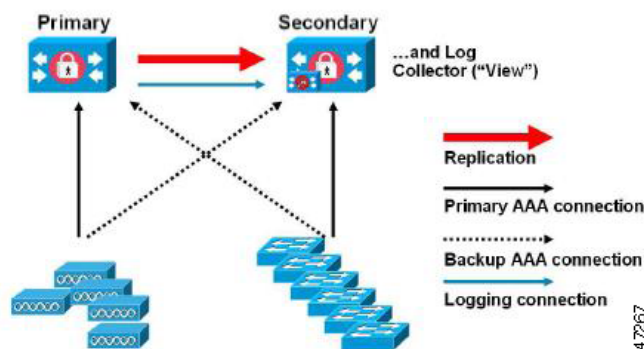 Primary
Secondary
...and Log
Collector ("View")
Replication
Primary AAA connection
Backup AAA connection
Logging connection